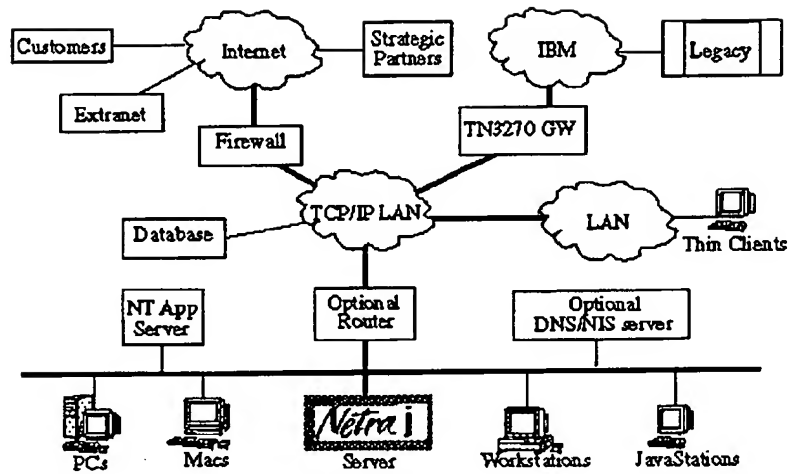 Customers
Internet
Strategic
Partners
IBM
Legacy
Extranet
Firewall
TN3270 GW
TCP/IP LAN
Database
LAN
Thin Clients
NT App
Server
Optional
Router
Optional
DNS/NIS server
Netra j
PCs
Macs
Server
Workstations
JavaStations